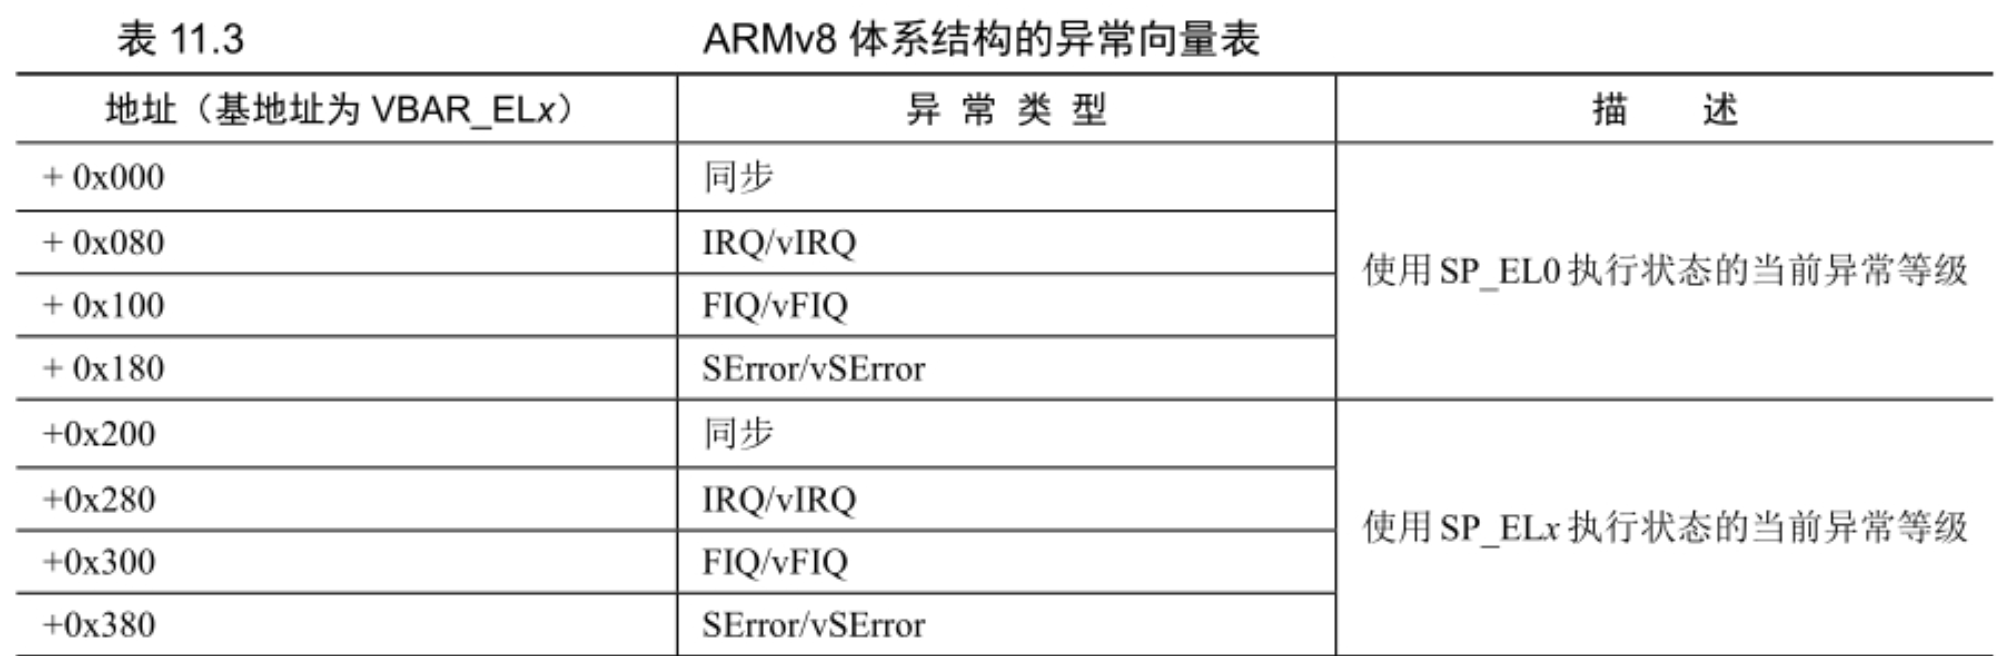 表 11.3 ARMv8 体系结构的异常向量表
地址（基地址为 VBAR_ELx） 异常类型 描述
+ 0x000 同步
+ 0x080 IRQ/vIRQ
使用 SP_EL0 执行状态的当前异常等级
+ 0x100 FIQ/vFIQ
+ 0x180 SError/vSError
+0x200 同步
+0x280 IRQ/vIRQ
使用 SP_ELx 执行状态的当前异常等级
+0x300 FIQ/vFIQ
+0x380 SError/vSError